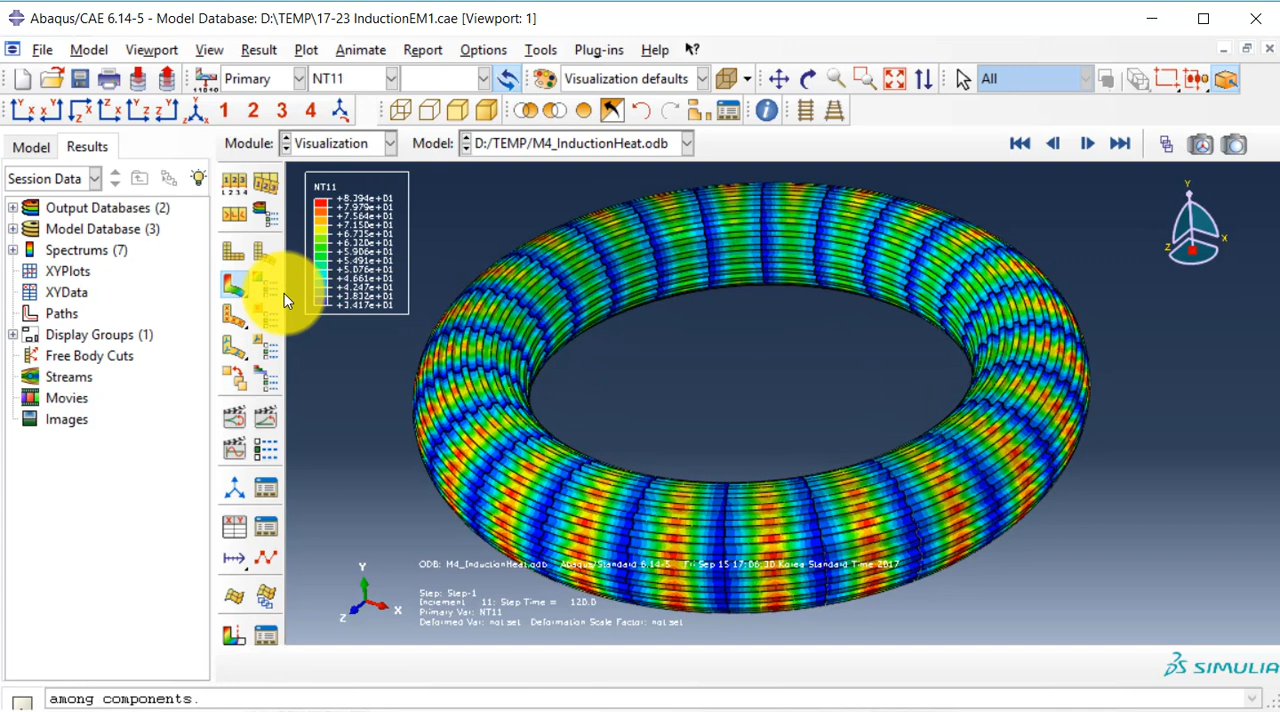 Abaqus/CAE 6.14-5 - Model Database: D:\TEMP\17-23 InductionEM1.cae [Viewport: 1]
File Model Viewport View Result Plot Animate Report Options Tools Plug-ins Help
Primary NT11 Visualization defaults All
1 2 3 4
Model Results
Module: Visualization Model: D:/TEMP/M4_InductionHeat.odb
Session Data
Output Databases (2)
Model Database (3)
Spectrums (7)
XYPlots
XYData
Paths
Display Groups (1)
Free Body Cuts
Streams
Movies
Images
NT11
+8.394e+01
+7.979e+01
+7.564e+01
+7.150e+01
+6.735e+01
+6.320e+01
+5.906e+01
+5.491e+01
+5.076e+01
+4.661e+01
+4.247e+01
+3.832e+01
+3.417e+01
Y
Z X
Y
X
Z
ODB: M4_InductionHeat.odb Abaqus/Standard 6.14-5 Fri Sep 15 17:06:30 Korea Standard Time 2017
Step: Step-1
Increment 11: Step Time = 120.0
Primary Var: NT11
Deformed Var: not set Deformation Scale Factor: not set
SIMULIA
among components.